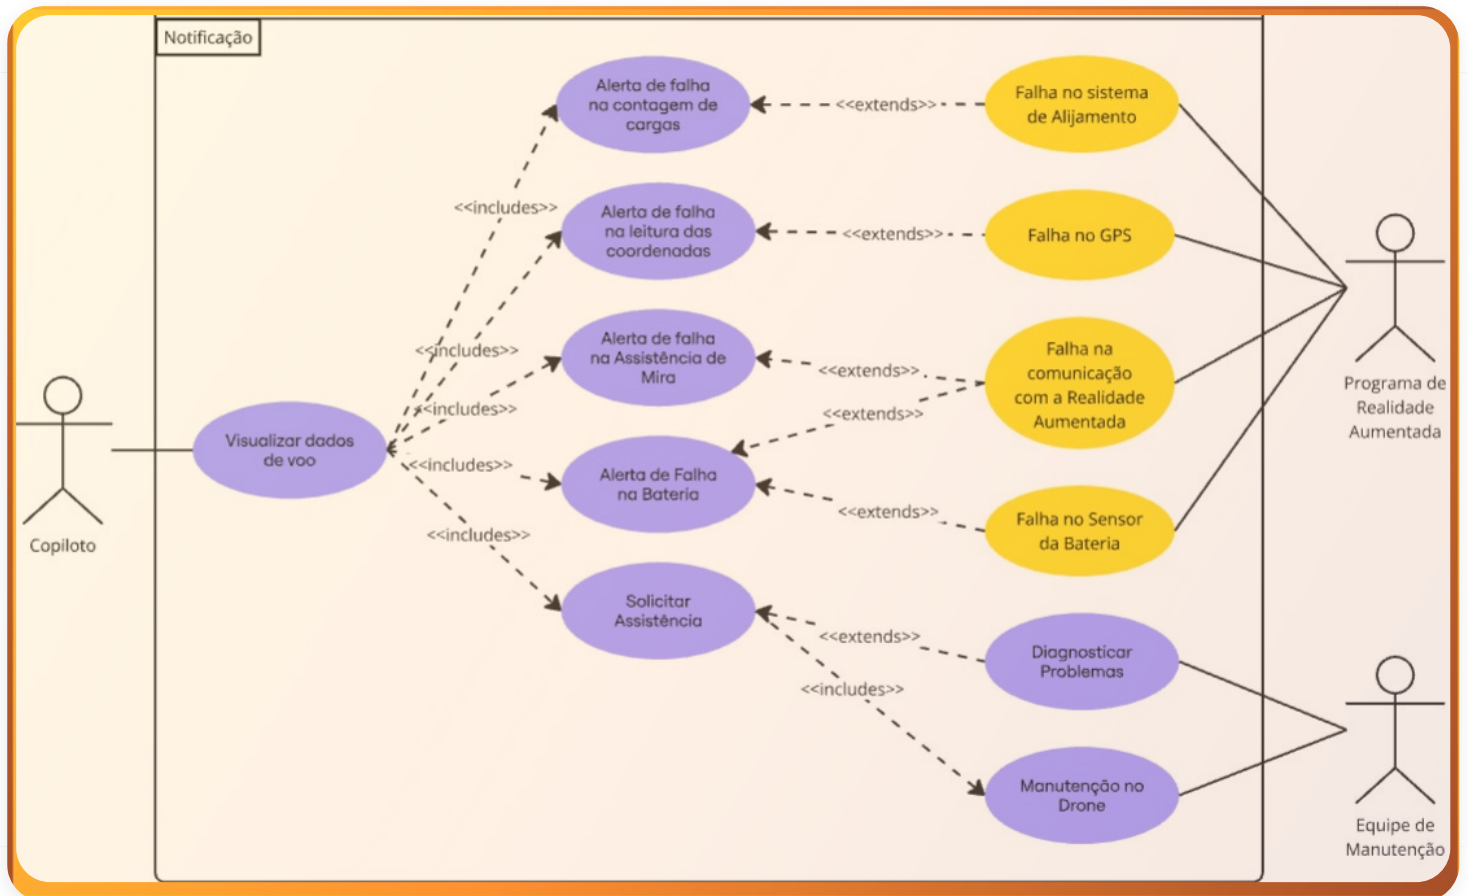 Notificação
Alerta de falha
na contagem de
cargas
<<extends>>
Falha no sistema
de Alijamento
<<includes>>
Alerta de falha
na leitura das
coordenadas
<<extends>>
Falha no GPS
<<includes>>
Alerta de falha
na Assistência de
Mira
<<extends>>
<<extends>>
Falha na
comunicação
com a Realidade
Aumentada
Programa de
Realidade
Aumentada
<<includes>>
Visualizar dados
de voo
<<includes>>
Alerta de Falha
na Bateria
<<extends>>
Falha no Sensor
da Bateria
Copiloto
<<includes>>
Solicitar
Assistência
<<extends>>
Diagnosticar
Problemas
<<includes>>
Manutenção no
Drone
Equipe de
Manutenção